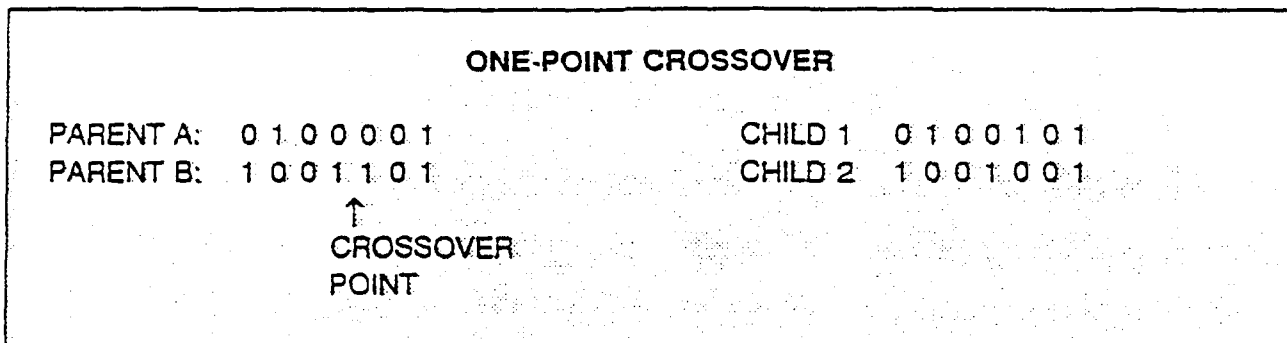 ONE-POINT CROSSOVER
PARENT A: 0 1 0 0 0 0 1 CHILD 1 0 1 0 0 1 0 1
PARENT B: 1 0 0 1 1 0 1 CHILD 2 1 0 0 1 0 0 1
↑
CROSSOVER
POINT